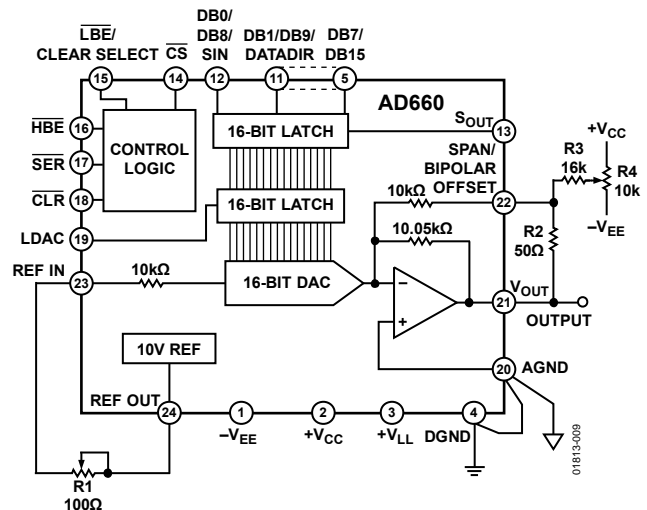 LBE/
CLEAR SELECT
CS
DB0/
DB8/
SIN
DB1/DB9/
DATADIR
DB7/
DB15
15
14
12
11
5
AD660
HBE
16
SER
17
CLR
18
CONTROL
LOGIC
16-BIT LATCH
SOUT
13
SPAN/
BIPOLAR
OFFSET
+VCC
R3
16k
R4
10k
–VEE
16-BIT LATCH
10kΩ
22
10.05kΩ
R2
50Ω
LDAC
19
REF IN
23
10kΩ
16-BIT DAC
–
+
VOUT
21
OUTPUT
10V REF
20
AGND
REF OUT
24
1
–VEE
2
+VCC
3
+VLL
4
DGND
R1
100Ω
01813-009